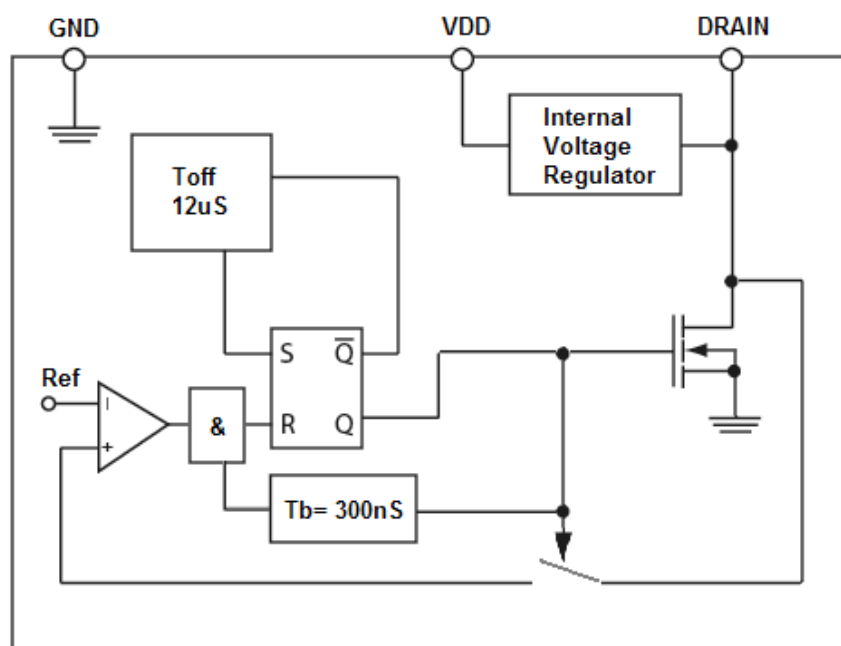 GND
VDD
DRAIN
Internal
Voltage
Regulator
Toff
12uS
S
Q
Ref
&
R
Q
+
Tb= 300nS